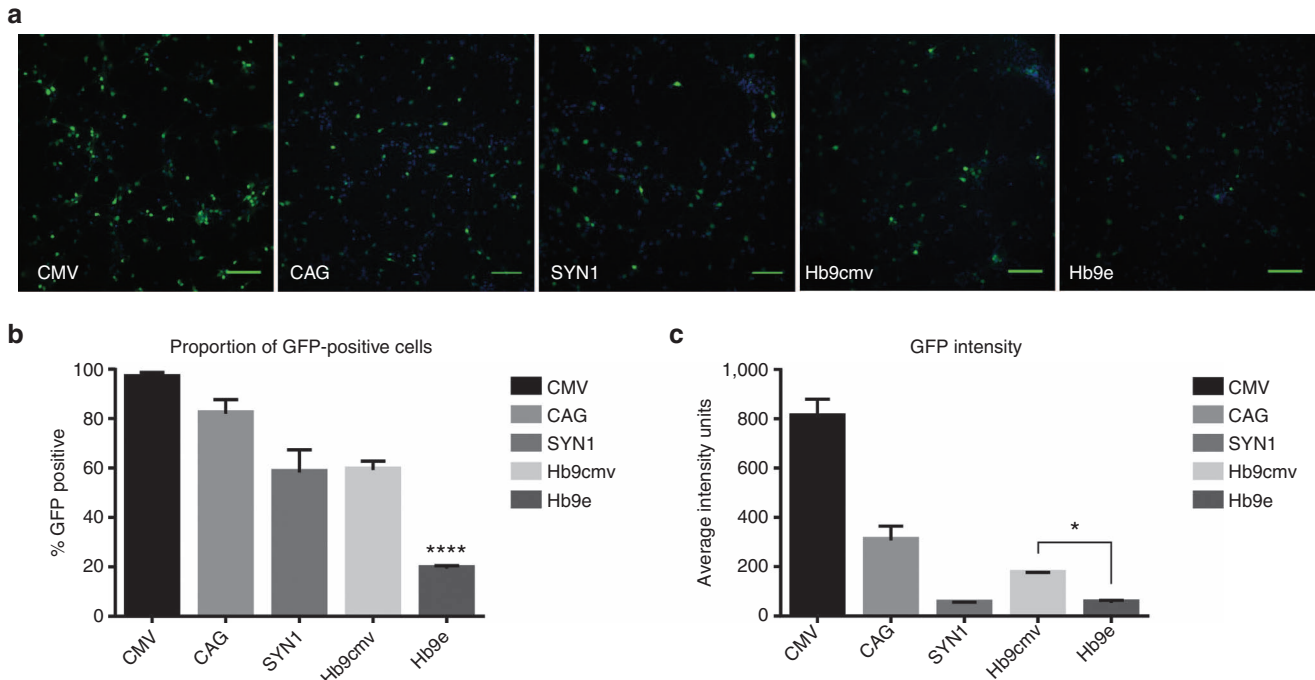 a
CMV
CAG
SYN1
Hb9cmv
Hb9e
b
Proportion of GFP-positive cells
% GFP positive
100
80
60
40
20
0
****
CMV
CAG
SYN1
Hb9cmv
Hb9e
CMV
CAG
SYN1
Hb9cmv
Hb9e
c
GFP intensity
Average intensity units
1,000
800
600
400
200
0
*
CMV
CAG
SYN1
Hb9cmv
Hb9e
CMV
CAG
SYN1
Hb9cmv
Hb9e